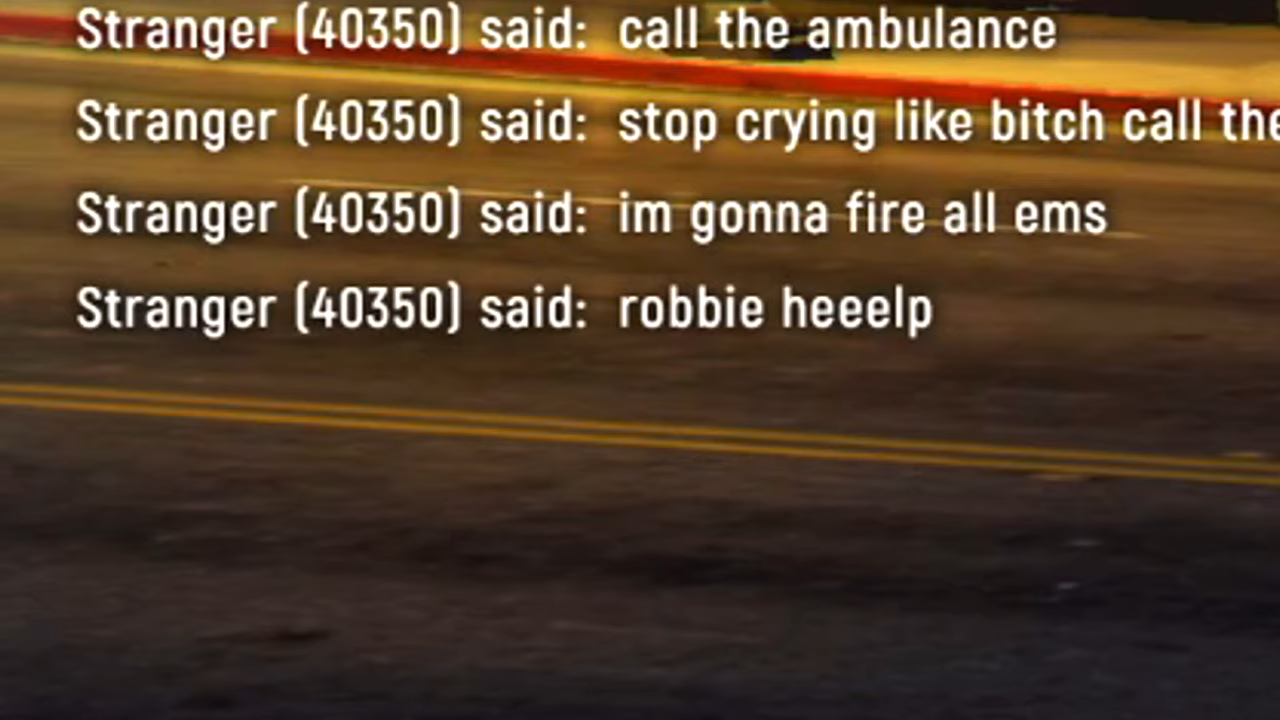 Stranger (40350) said: call the ambulance
Stranger (40350) said: stop crying like bitch call the
Stranger (40350) said: im gonna fire all ems
Stranger (40350) said: robbie heeelp